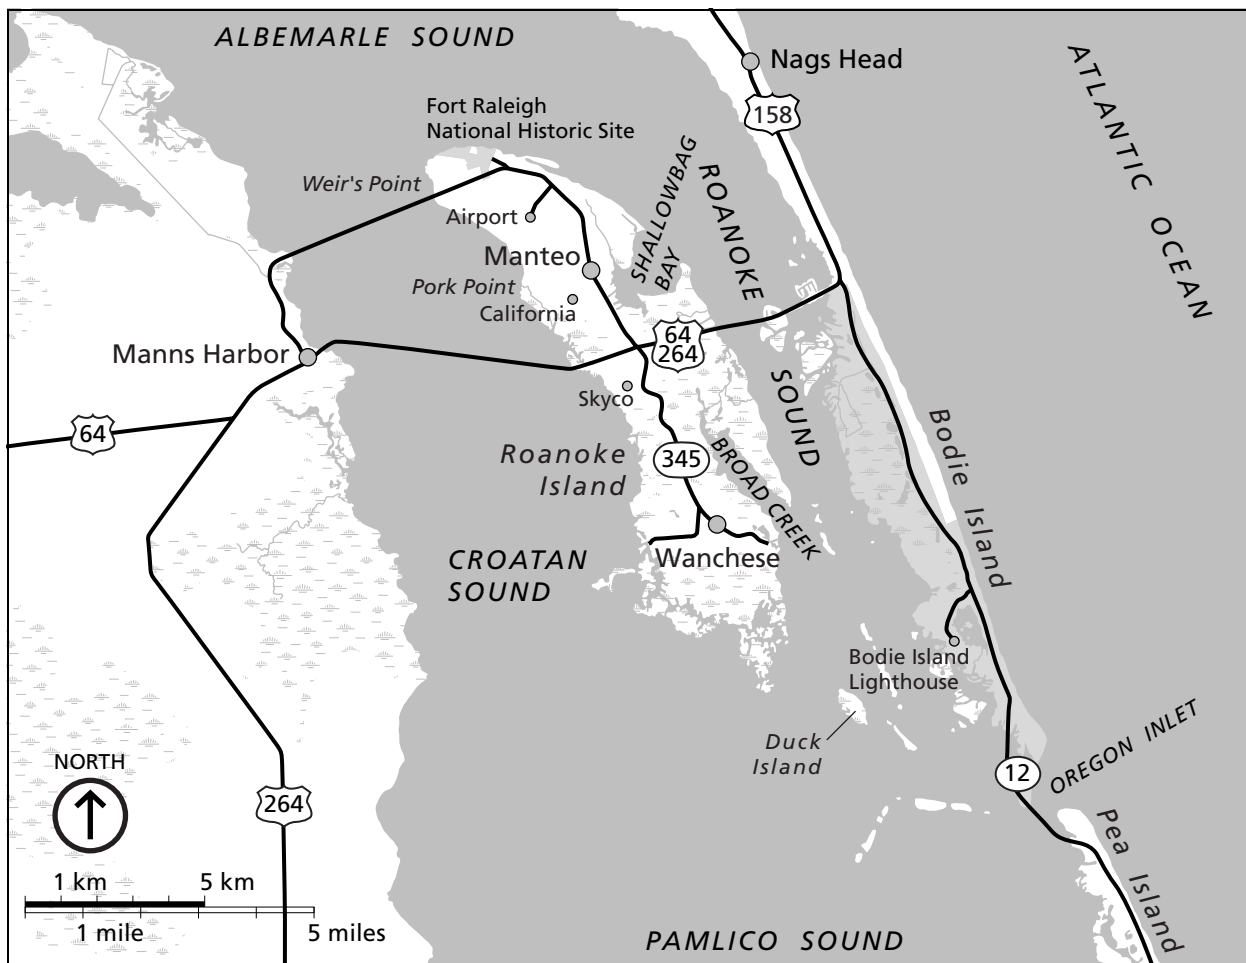 ALBEMARLE SOUND
Nags Head
ATLANTIC OCEAN
158
Fort Raleigh
National Historic Site
Weir's Point
SHALLOWBAG
BAY
ROANOKE
SOUND
Airport
Manteo
Pork Point
California
Manns Harbor
64
264
64
Skyco
Roanoke
Island
345
BROAD CREEK
Bodie Island
CROATAN
SOUND
Wanchese
Bodie Island
Lighthouse
Duck
Island
OREGON INLET
12
Pea Island
NORTH
264
1 km
5 km
1 mile
5 miles
PAMLICO SOUND